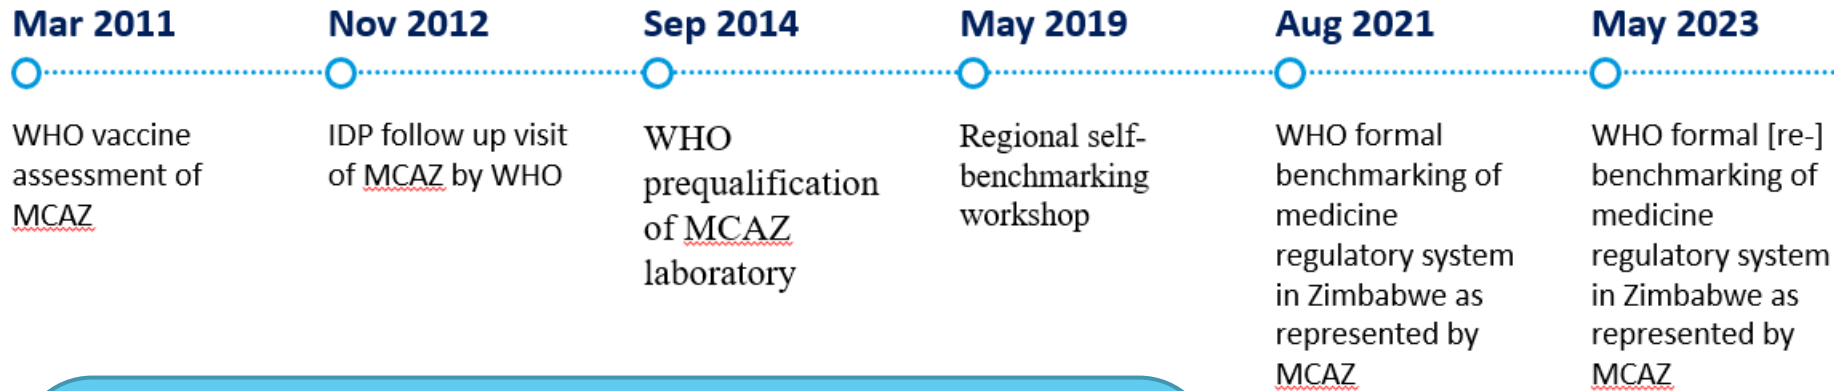 Mar 2011
WHO vaccine
assessment of
MCAZ
Nov 2012
IDP follow up visit
of MCAZ by WHO
Sep 2014
WHO
prequalification
of MCAZ
laboratory
May 2019
Regional self-
benchmarking
workshop
Aug 2021
WHO formal
benchmarking of
medicine
regulatory system
in Zimbabwe as
represented by
MCAZ
May 2023
WHO formal [re-]
benchmarking of
medicine
regulatory system
in Zimbabwe as
represented by
MCAZ